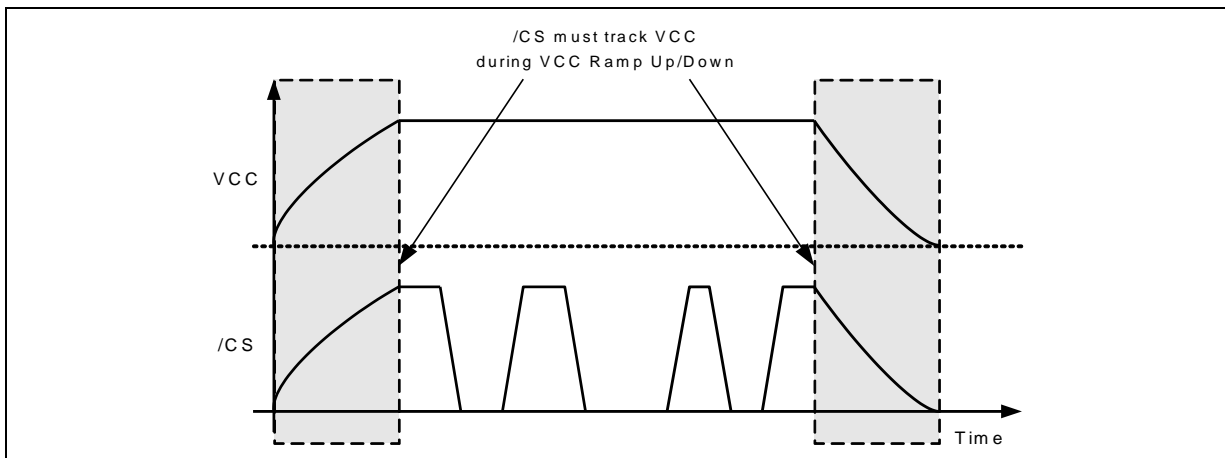 /CS must track VCC
during VCC Ramp Up/Down
VCC
/CS
Time